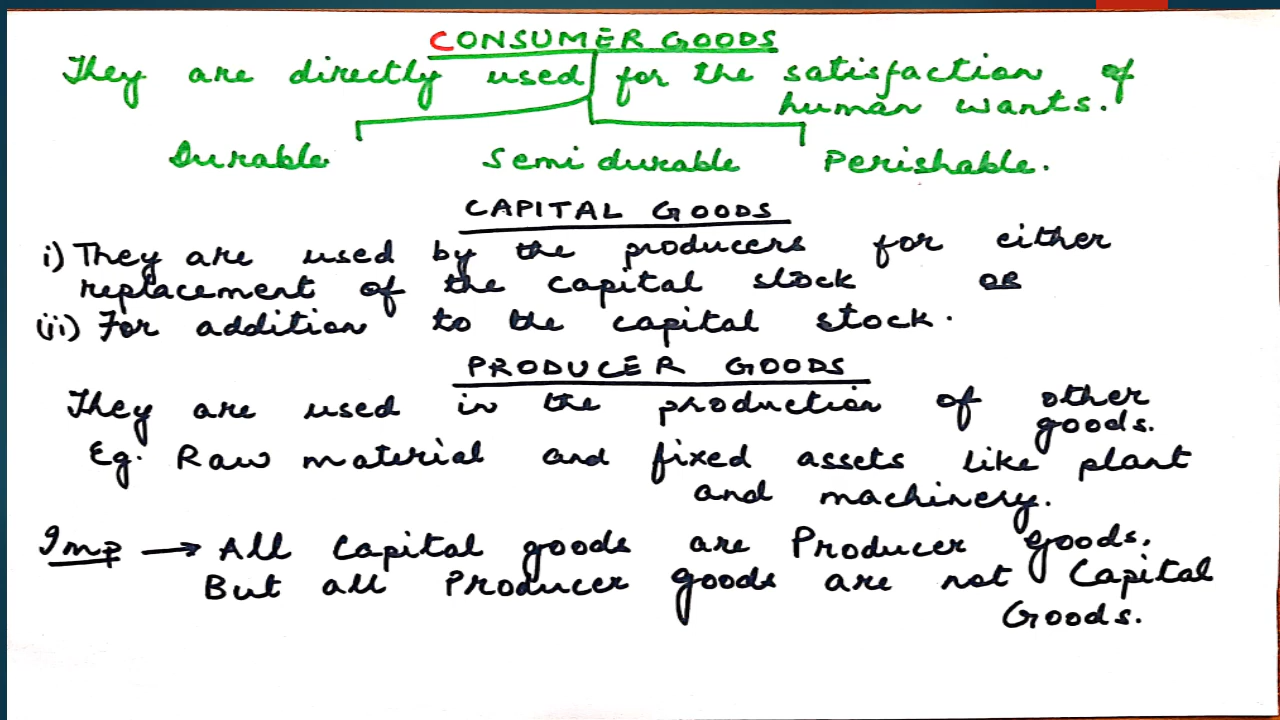 CONSUMER GOODS
They are directly used for the satisfaction of
human wants.
Durable Semi durable Perishable.
CAPITAL GOODS
i) They are used by the producers for either
replacement of the capital stock OR
(ii) For addition to the capital stock.
PRODUCER GOODS
They are used in the production of other
goods.
Eg. Raw material and fixed assets like plant
and machinery.
Imp → All Capital goods are Producer goods.
But all Producer goods are not Capital
Goods.